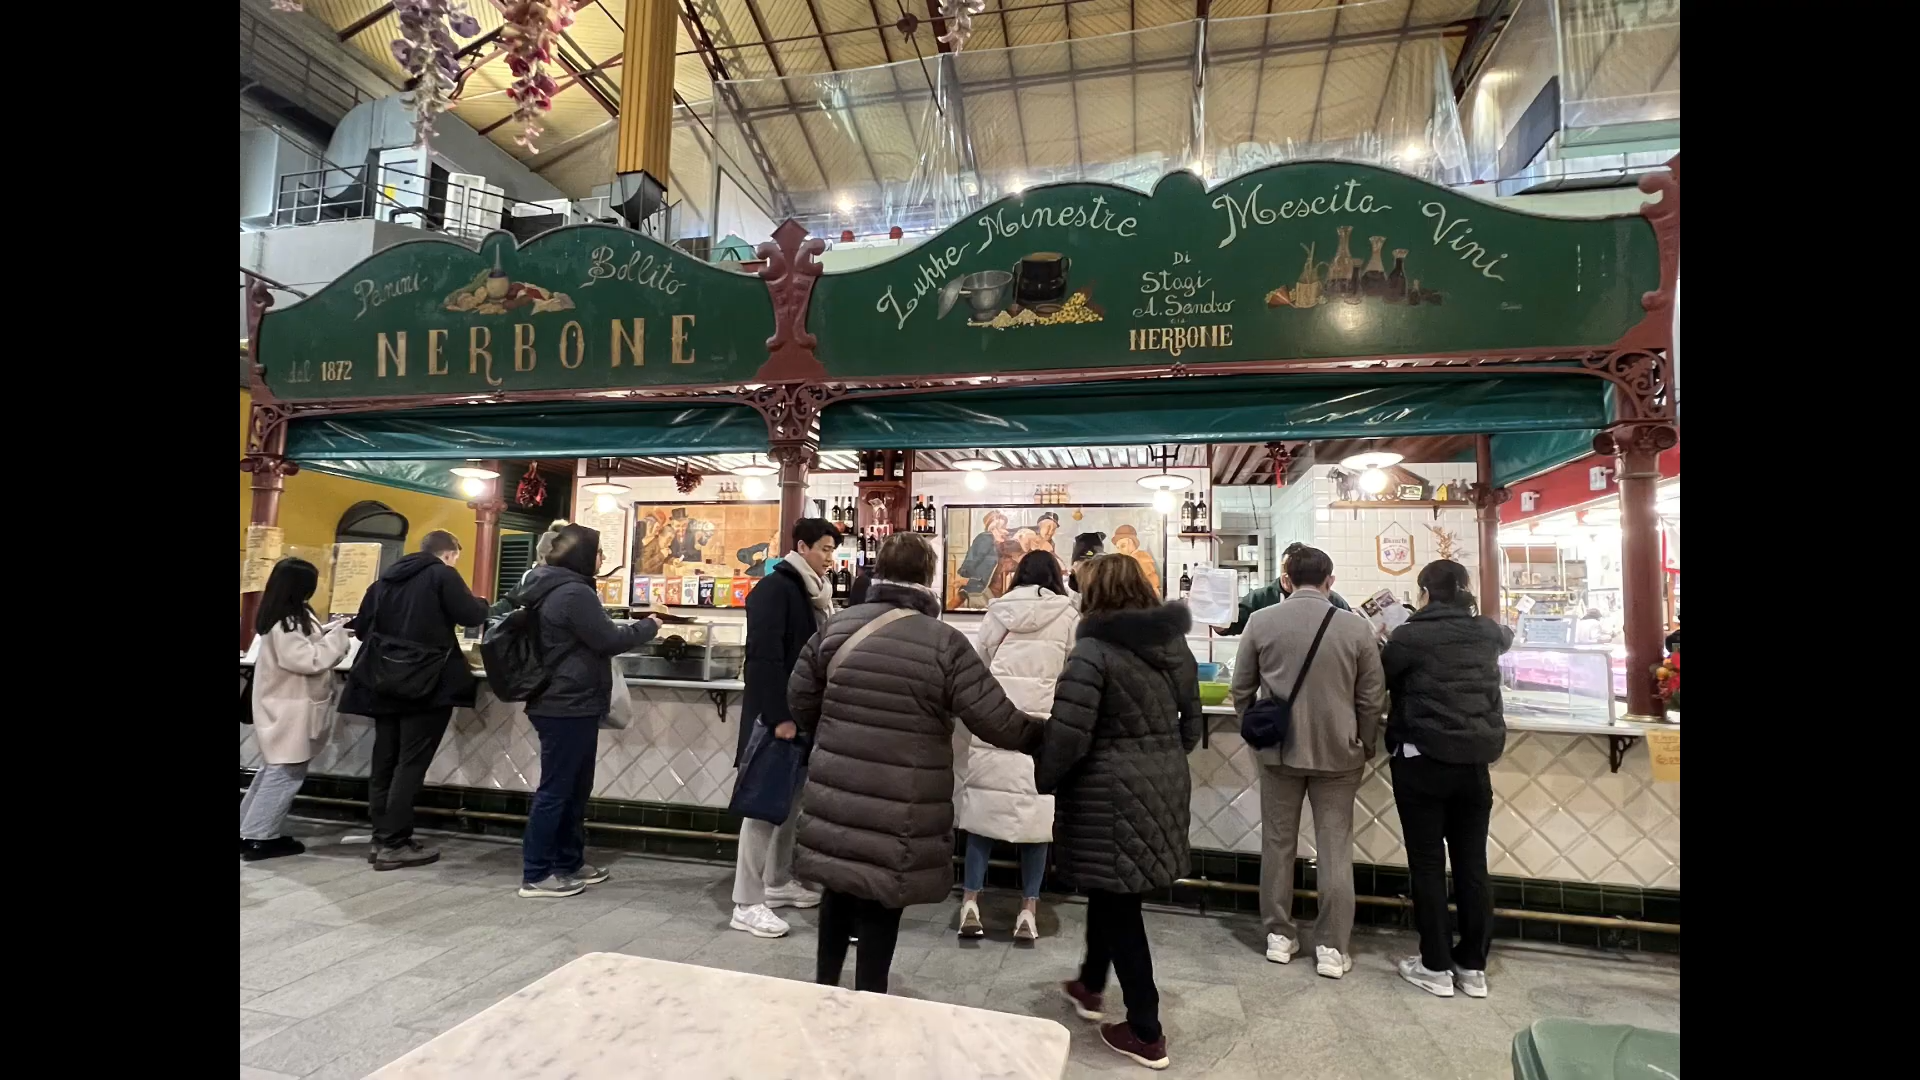 Panini
Bollito
NERBONE
dal 1872
Zuppe Minestre
Mescita Vini
Di
Stagi
A. Sandro
NERBONE